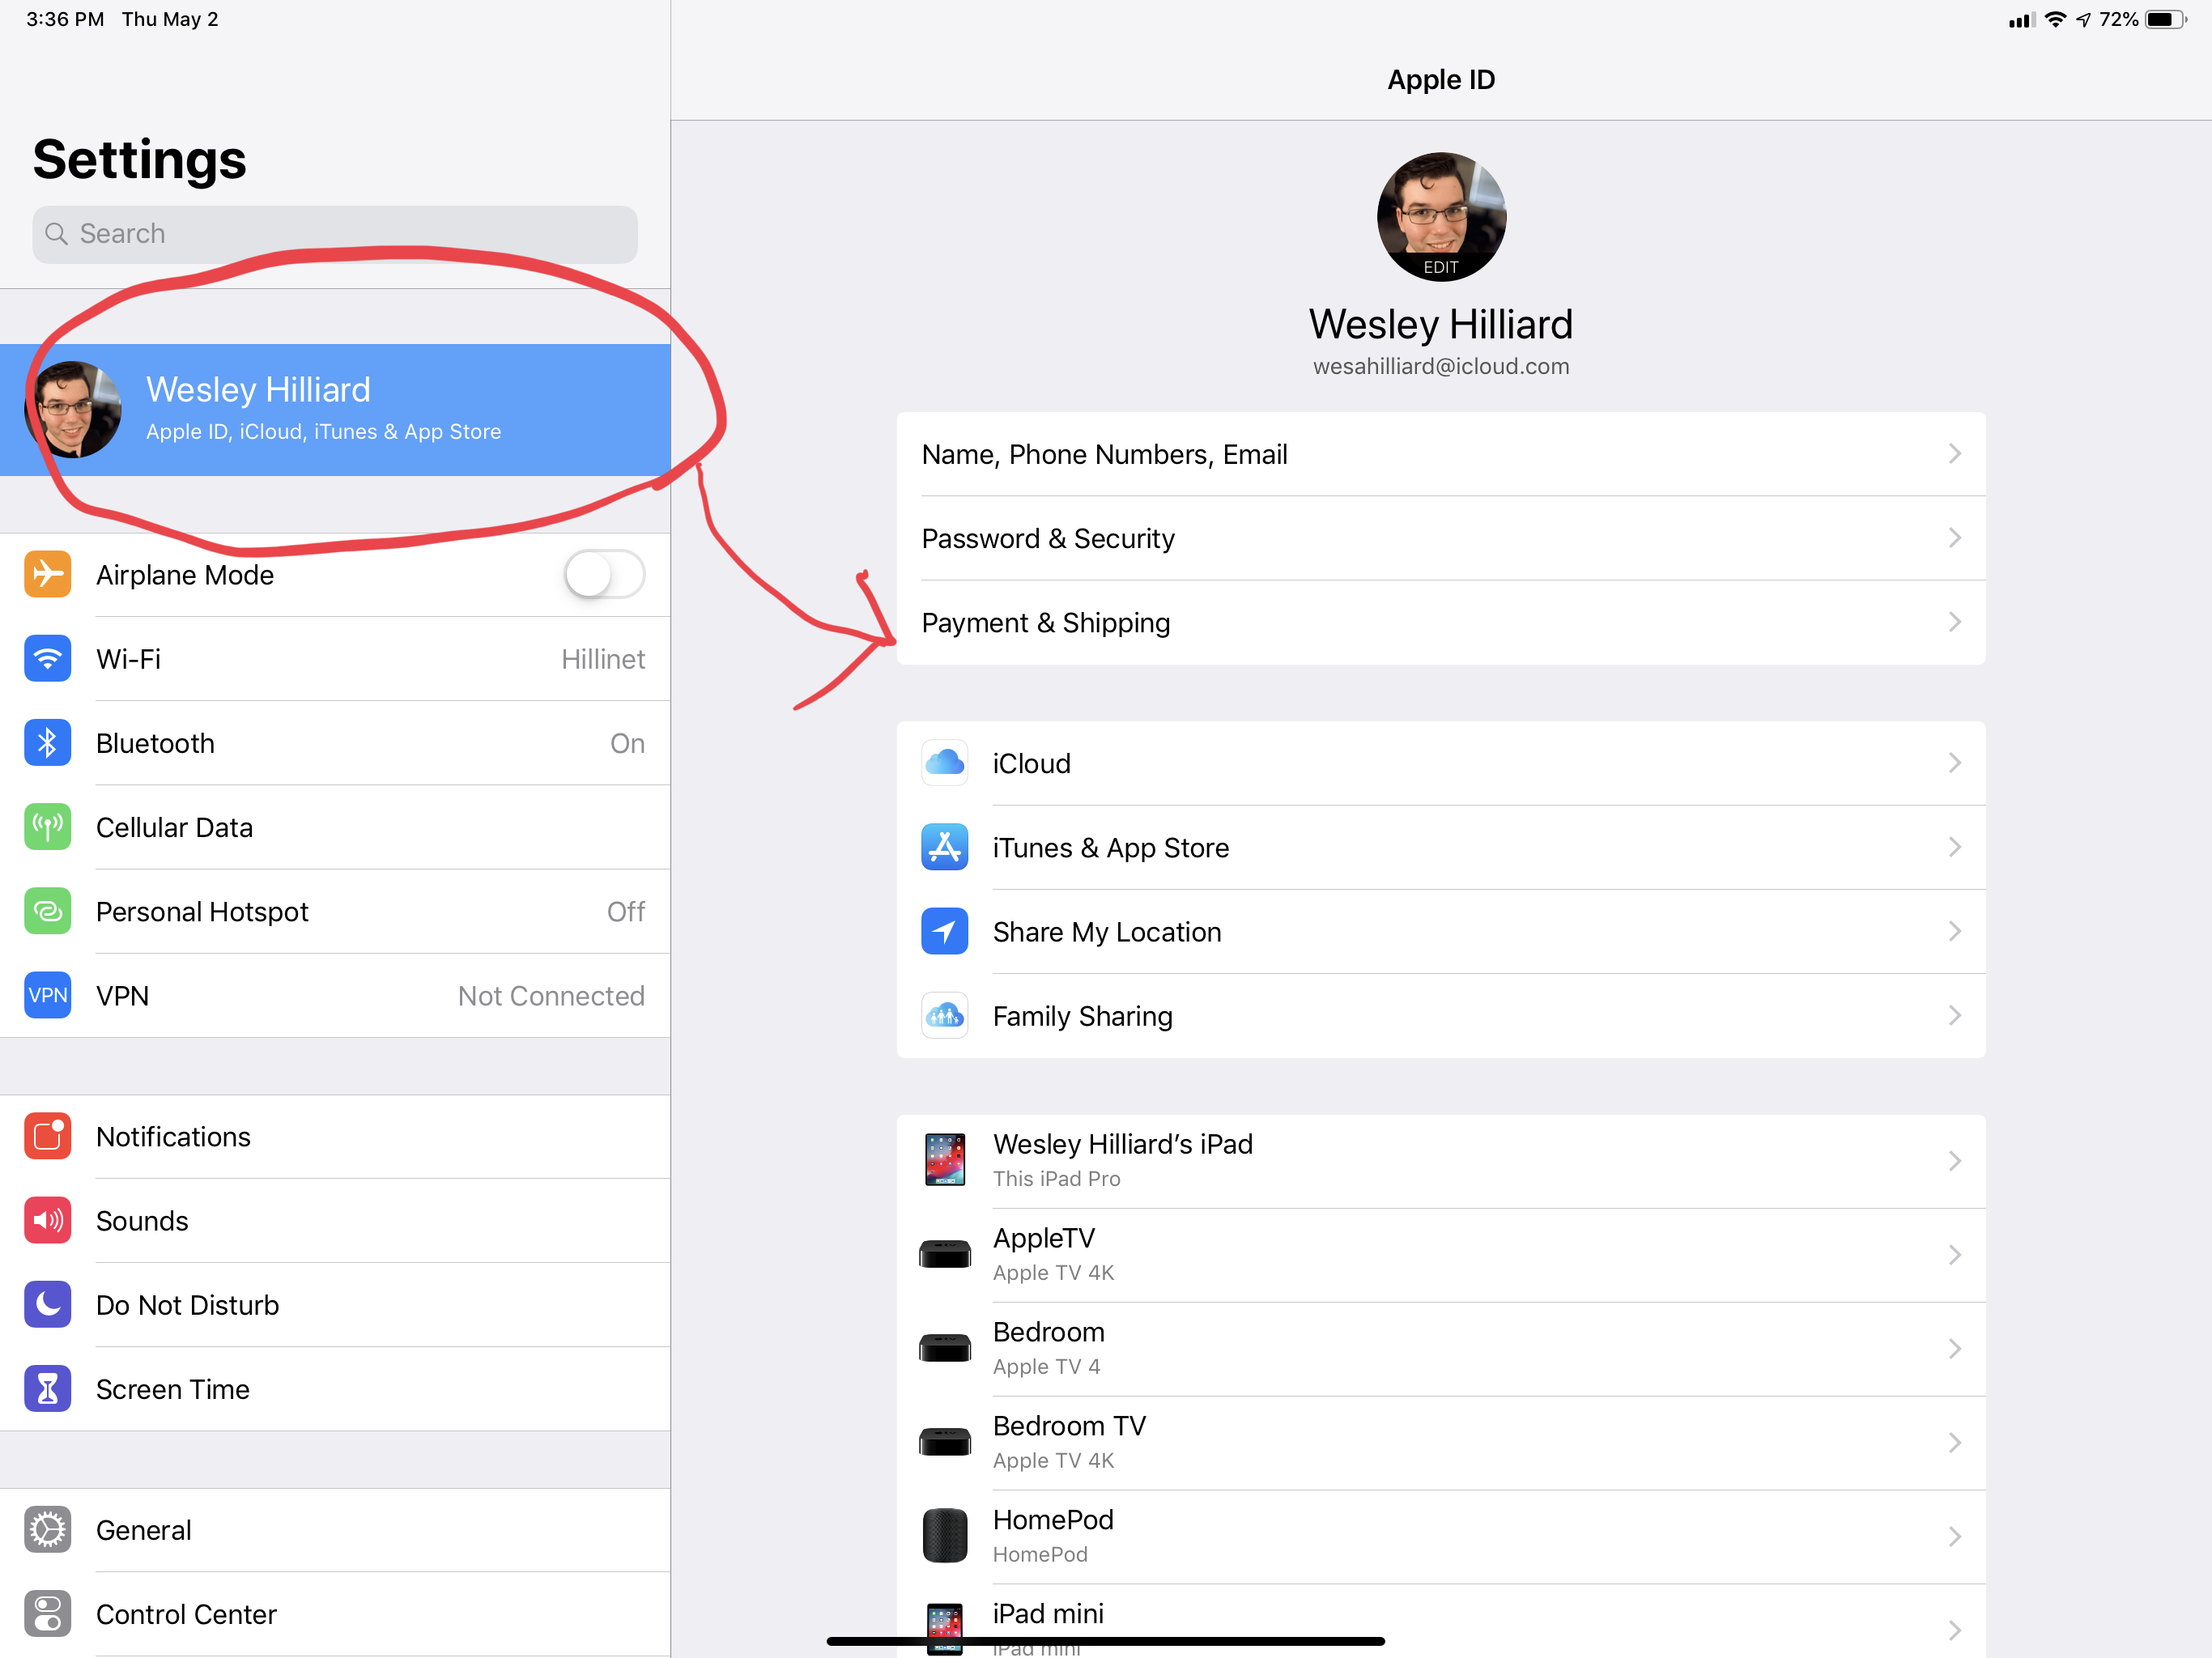 3:36 PM Thu May 2
72%
Settings
Search
Wesley Hilliard
Apple ID, iCloud, iTunes & App Store
Airplane Mode
Wi-Fi Hillinet
Bluetooth On
Cellular Data
Personal Hotspot Off
VPN VPN Not Connected
Notifications
Sounds
Do Not Disturb
Screen Time
General
Control Center
Apple ID
EDIT
Wesley Hilliard
wesahilliard@icloud.com
Name, Phone Numbers, Email
Password & Security
Payment & Shipping
iCloud
iTunes & App Store
Share My Location
Family Sharing
Wesley Hilliard’s iPad
This iPad Pro
AppleTV
Apple TV 4K
Bedroom
Apple TV 4
Bedroom TV
Apple TV 4K
HomePod
HomePod
iPad mini
iPad mini